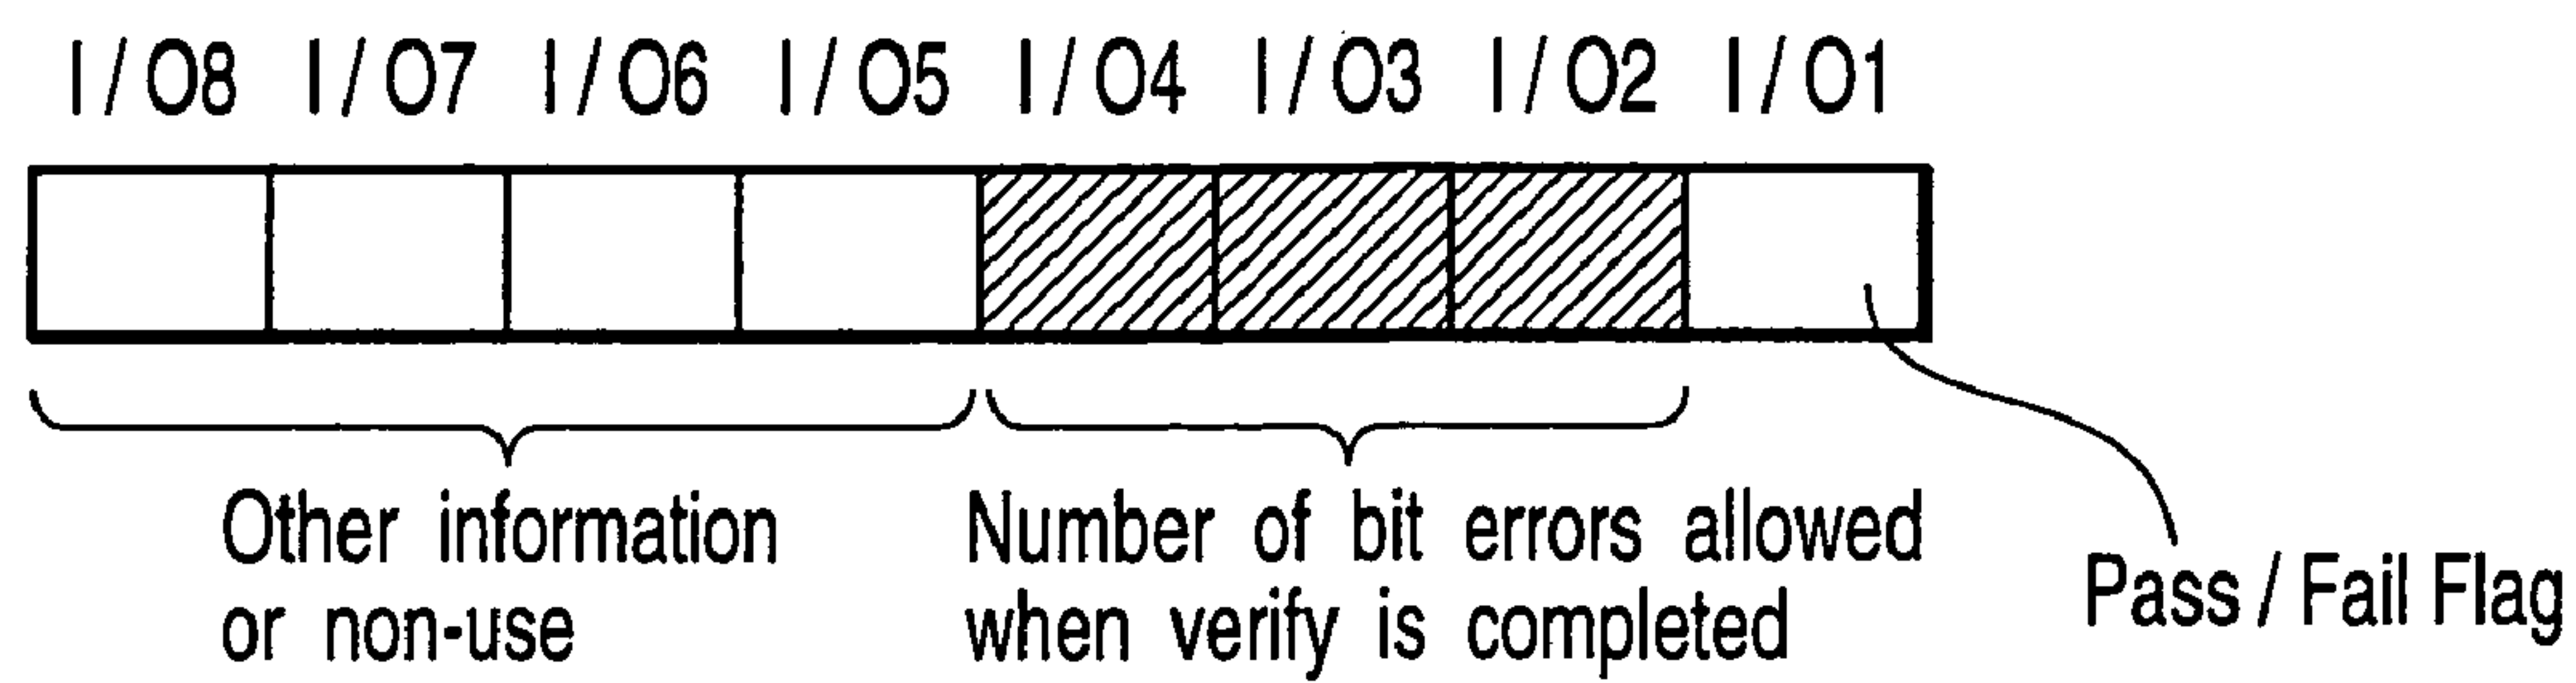 I/O8 I/O7 I/O6 I/O5 I/O4 I/O3 I/O2 I/O1
Other information
or non-use
Number of bit errors allowed
when verify is completed
Pass / Fail Flag